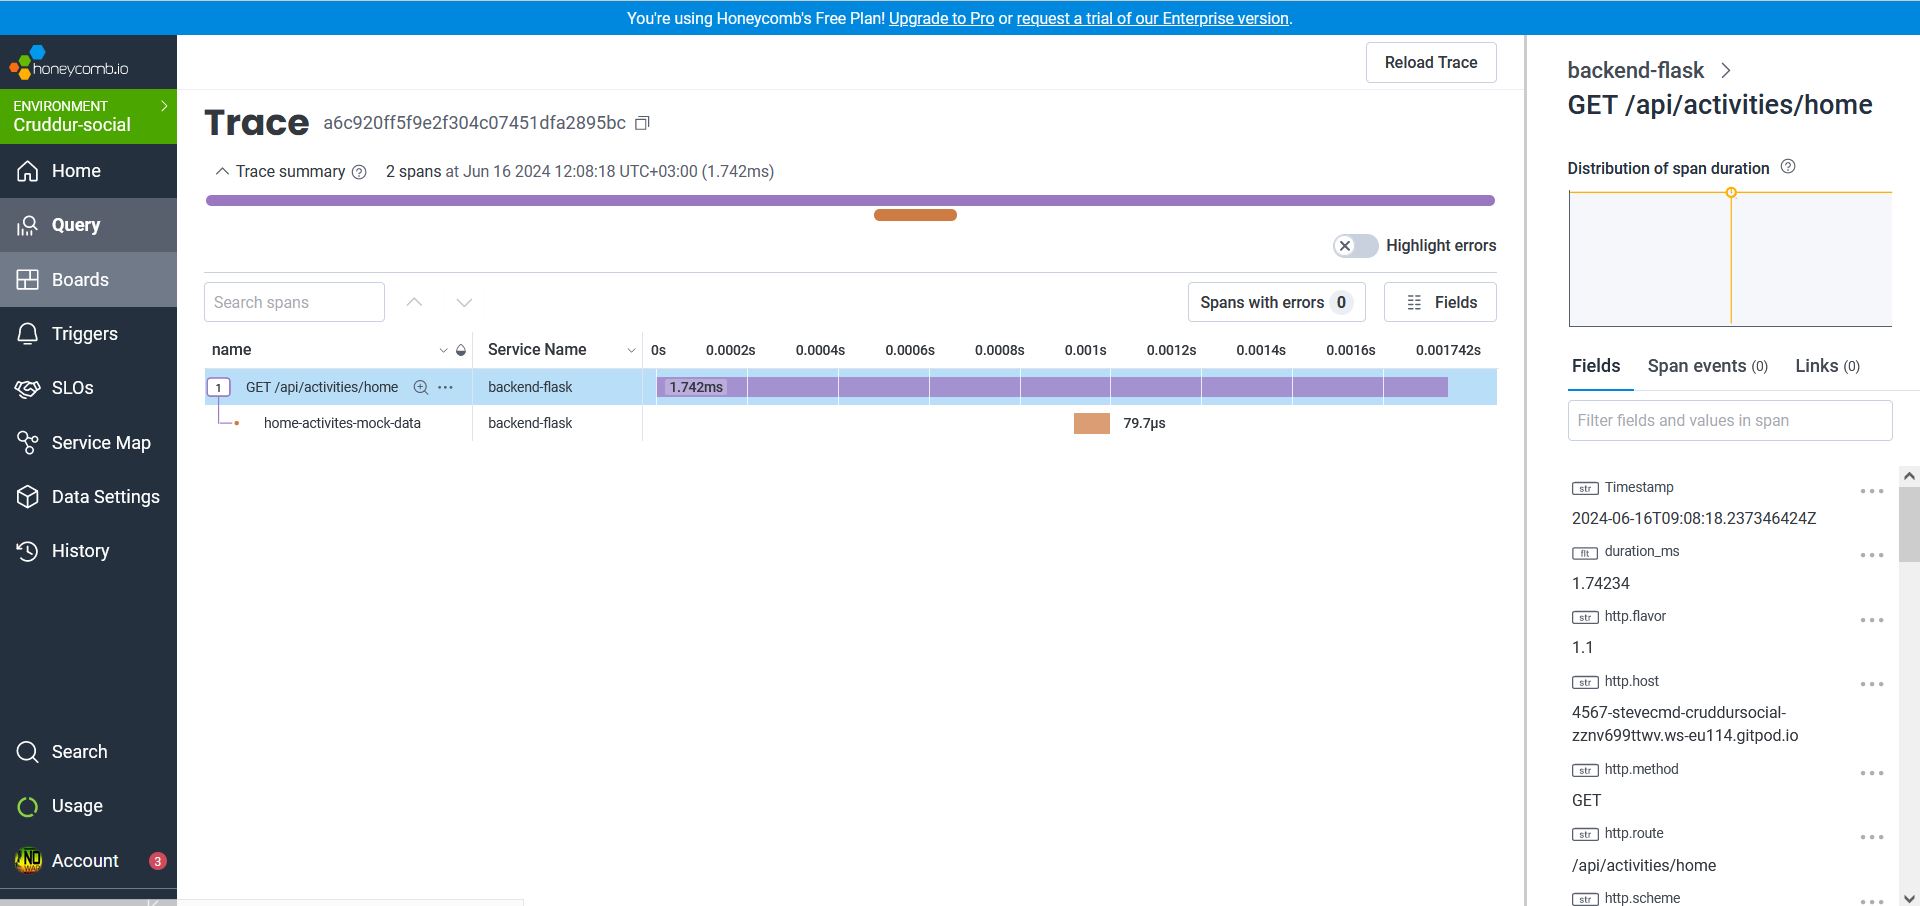 You're using Honeycomb's Free Plan! Upgrade to Pro or request a trial of our Enterprise version.
honeycomb.io
ENVIRONMENT
Cruddur-social
Home
Query
Boards
Triggers
SLOs
Service Map
Data Settings
History
Search
Usage
Account 3
Reload Trace
Trace a6c920ff5f9e2f304c07451dfa2895bc
Trace summary 2 spans at Jun 16 2024 12:08:18 UTC+03:00 (1.742ms)
Highlight errors
Search spans
Spans with errors 0
Fields
name Service Name 0s 0.0002s 0.0004s 0.0006s 0.0008s 0.001s 0.0012s 0.0014s 0.0016s 0.001742s
1 GET /api/activities/home backend-flask 1.742ms
home-activites-mock-data backend-flask 79.7μs
backend-flask
GET /api/activities/home
Distribution of span duration
Fields Span events (0) Links (0)
Filter fields and values in span
str Timestamp
2024-06-16T09:08:18.237346424Z
flt duration_ms
1.74234
str http.flavor
1.1
str http.host
4567-stevecmd-cruddursocial-
zznv699ttwv.ws-eu114.gitpod.io
str http.method
GET
str http.route
/api/activities/home
str http.scheme